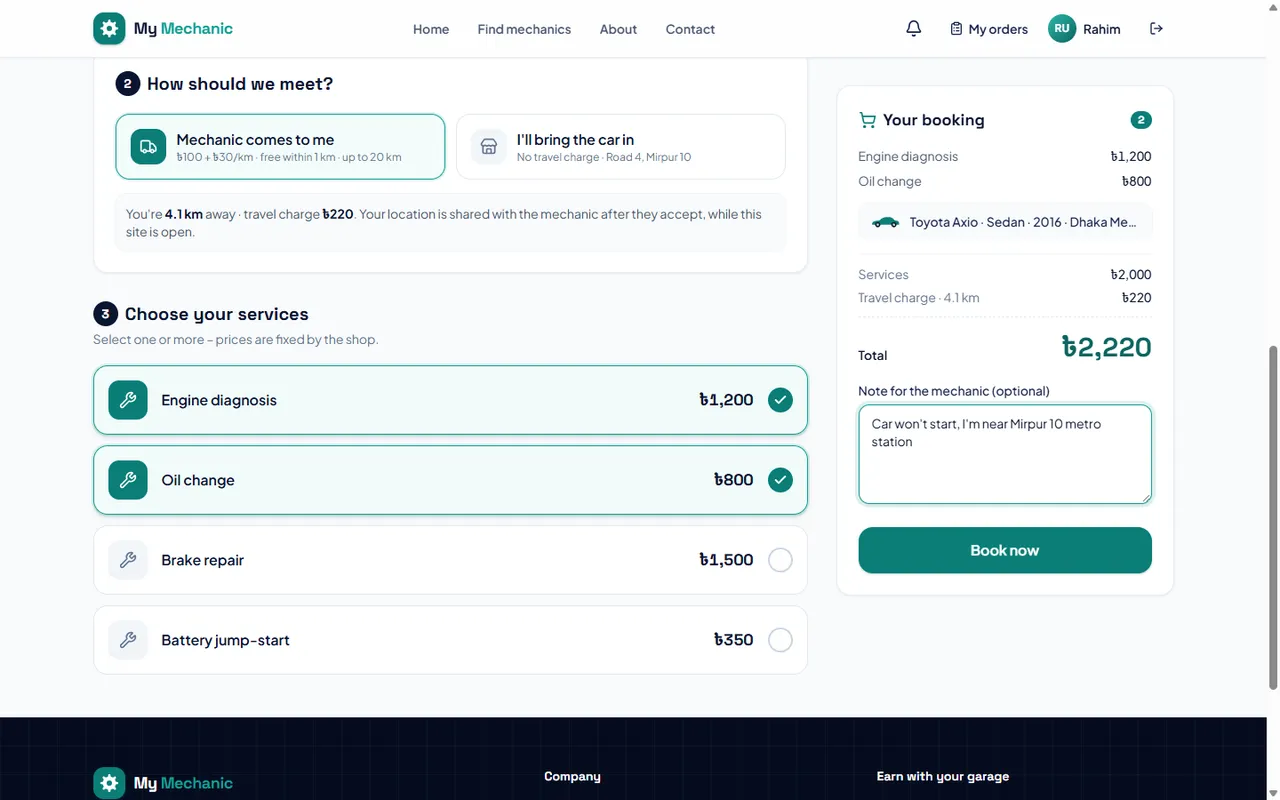 My Mechanic
Home
Find mechanics
About
Contact
My orders
RU
Rahim
2 How should we meet?
Mechanic comes to me
৳100 + ৳30/km · free within 1 km · up to 20 km
I'll bring the car in
No travel charge · Road 4, Mirpur 10
You're 4.1 km away · travel charge ৳220. Your location is shared with the mechanic after they accept, while this
site is open.
3 Choose your services
Select one or more – prices are fixed by the shop.
Engine diagnosis ৳1,200
Oil change ৳800
Brake repair ৳1,500
Battery jump-start ৳350
Your booking 2
Engine diagnosis ৳1,200
Oil change ৳800
Toyota Axio · Sedan · 2016 · Dhaka Me...
Services ৳2,000
Travel charge · 4.1 km ৳220
Total ৳2,220
Note for the mechanic (optional)
Car won't start, I'm near Mirpur 10 metro
station
Book now
My Mechanic
Company
Earn with your garage